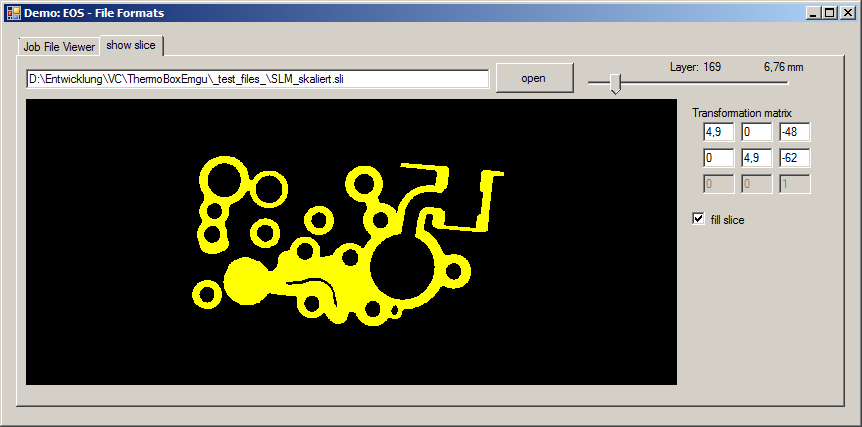 Demo: EOS - File Formats
Job File Viewer show slice
D:\Entwicklung\VC\ThermoBoxEmgu\_test_files_\SLM_skaliert.sli open Layer: 169 6,76 mm
Transformation matrix
4,9 0 -48
0 4,9 -62
0 0 1
fill slice